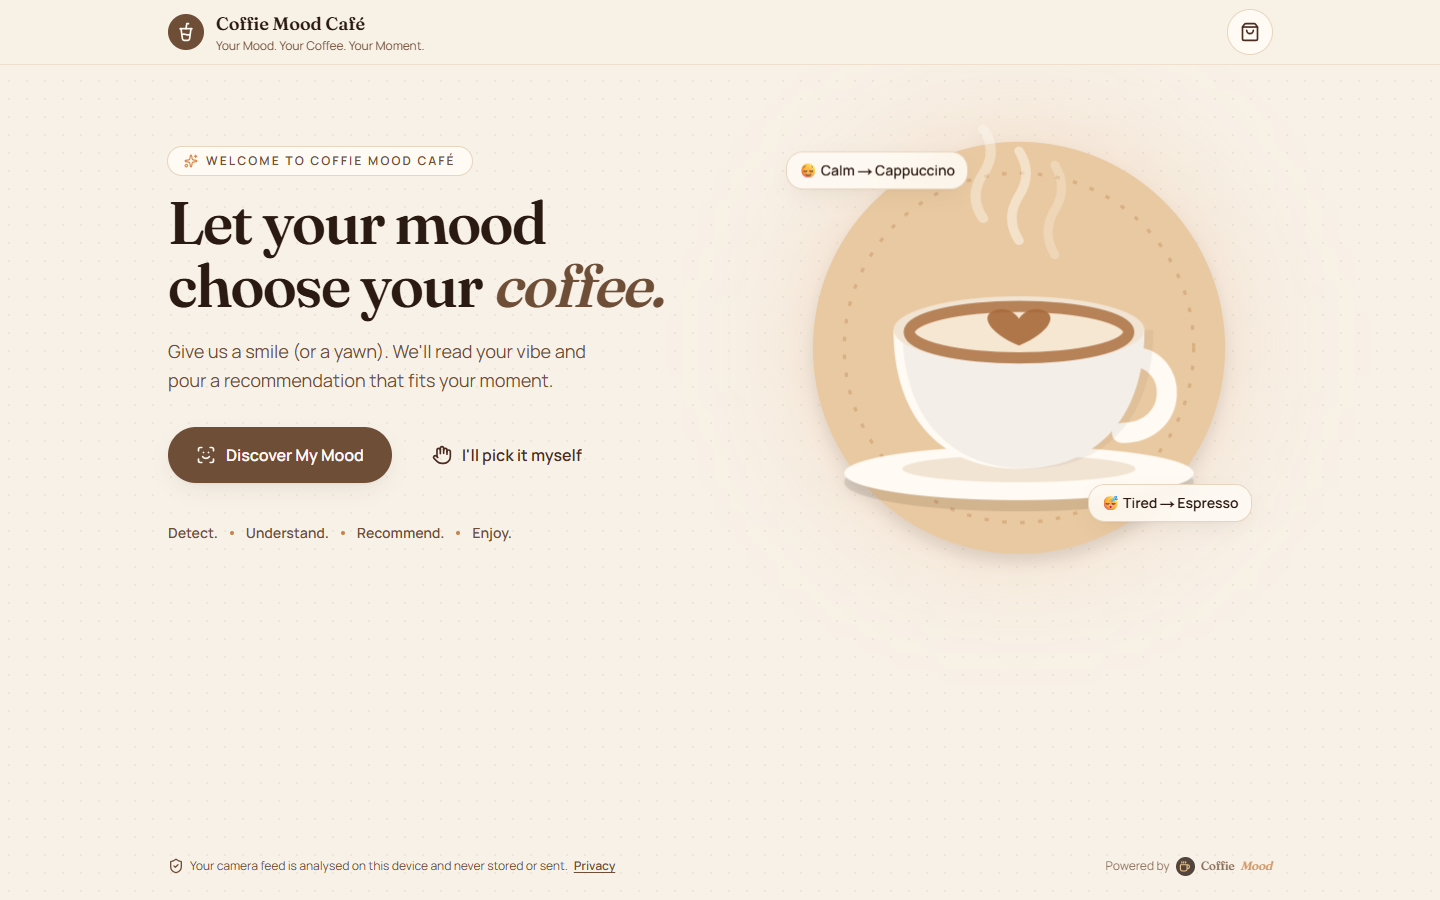 Coffie Mood Café
Your Mood. Your Coffee. Your Moment.
WELCOME TO COFFIE MOOD CAFÉ
Let your mood
choose your coffee.
Give us a smile (or a yawn). We'll read your vibe and
pour a recommendation that fits your moment.
Discover My Mood
I'll pick it myself
Detect. • Understand. • Recommend. • Enjoy.
Calm → Cappuccino
Tired → Espresso
Your camera feed is analysed on this device and never stored or sent. Privacy
Powered by Coffie Mood